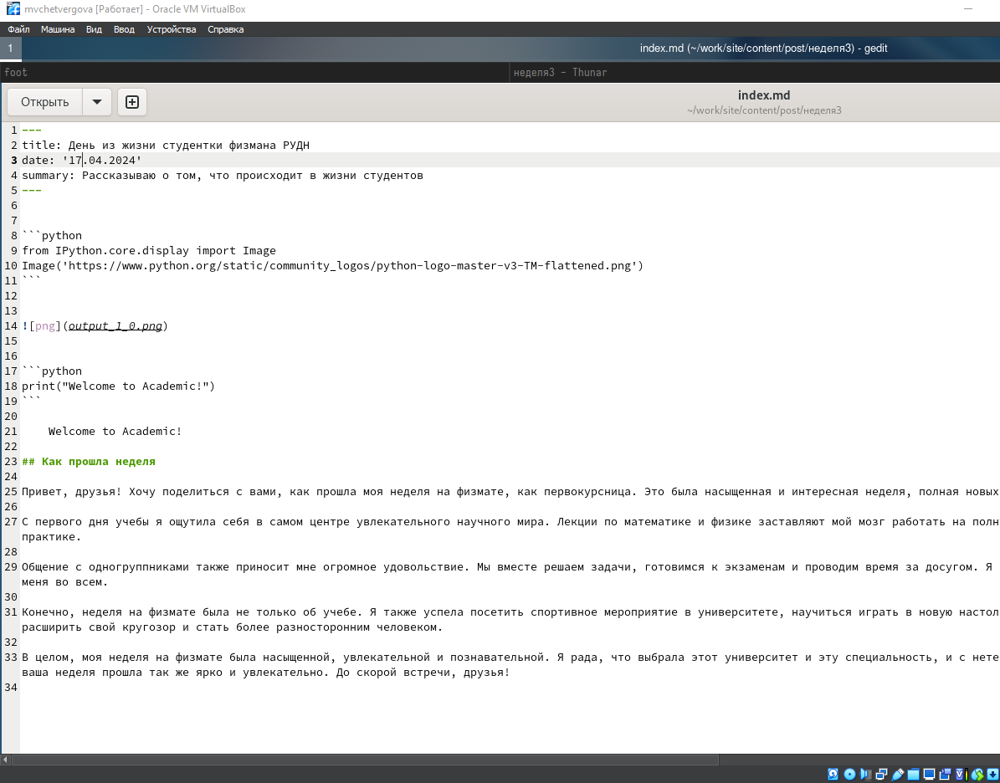 mvchetvergova [Работает] - Oracle VM VirtualBox
Файл Машина Вид Ввод Устройства Справка
1 index.md (~/work/site/content/post/неделя3) - gedit
foot неделя3 - Thunar
Открыть
index.md
~/work/site/content/post/неделя3
1 ---
2 title: День из жизни студентки физмана РУДН
3 date: '17.04.2024'
4 summary: Рассказываю о том, что происходит в жизни студентов
5 ---
6
7
8 ```python
9 from IPython.core.display import Image
10 Image('https://www.python.org/static/community_logos/python-logo-master-v3-TM-flattened.png')
11 ```
12
13
14 ![png](output_1_0.png)
15
16
17 ```python
18 print("Welcome to Academic!")
19 ```
20
21 Welcome to Academic!
22
23 ## Как прошла неделя
24
25 Привет, друзья! Хочу поделиться с вами, как прошла моя неделя на физмате, как первокурсница. Это была насыщенная и интересная неделя, полная новых
26
27 С первого дня учебы я ощутила себя в самом центре увлекательного научного мира. Лекции по математике и физике заставляют мой мозг работать на полн
практике.
28
29 Общение с одногруппниками также приносит мне огромное удовольствие. Мы вместе решаем задачи, готовимся к экзаменам и проводим время за досугом. Я
меня во всем.
30
31 Конечно, неделя на физмате была не только об учебе. Я также успела посетить спортивное мероприятие в университете, научиться играть в новую настол
расширить свой кругозор и стать более разносторонним человеком.
32
33 В целом, моя неделя на физмате была насыщенной, увлекательной и познавательной. Я рада, что выбрала этот университет и эту специальность, и с нете
ваша неделя прошла так же ярко и увлекательно. До скорой встречи, друзья!
34